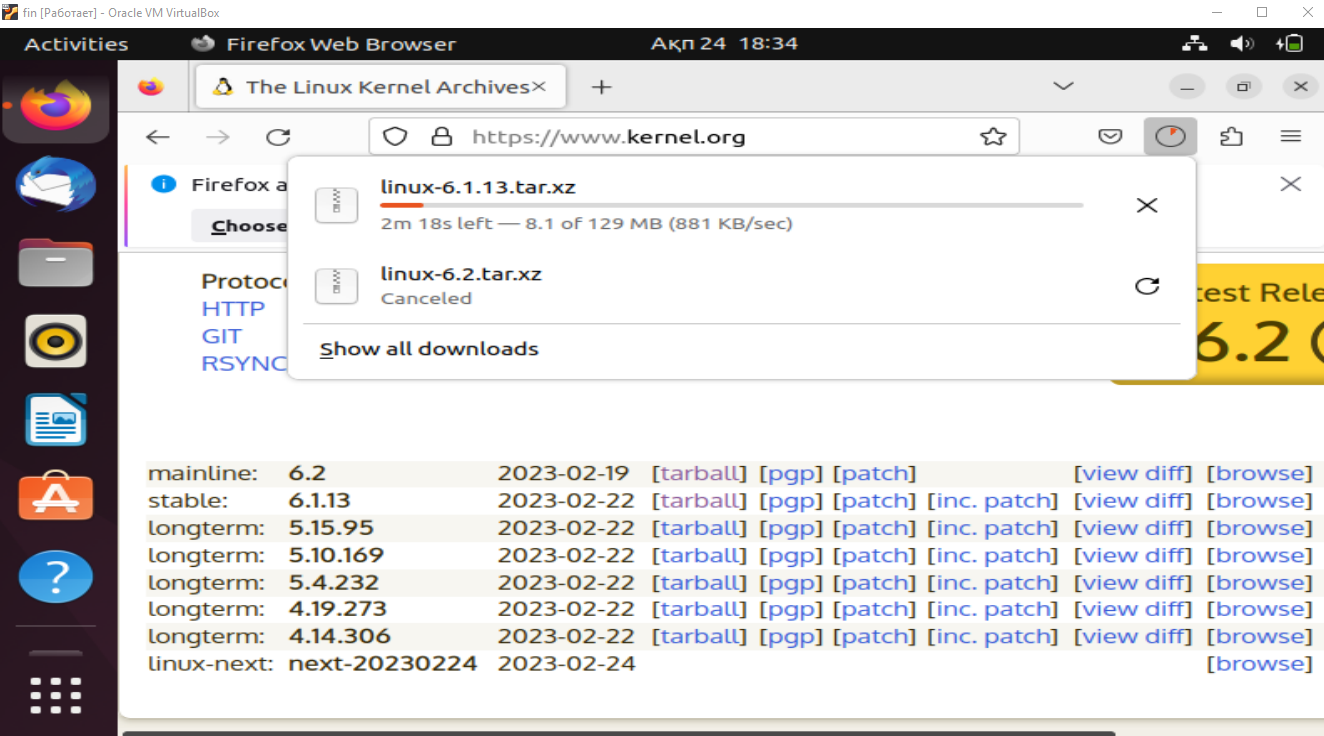 fin [Работает] - Oracle VM VirtualBox
Activities Firefox Web Browser Ақп 24 18:34
The Linux Kernel Archives
https://www.kernel.org
Firefox a
Choose
linux-6.1.13.tar.xz
2m 18s left — 8.1 of 129 MB (881 KB/sec)
linux-6.2.tar.xz
Canceled
Show all downloads
Protoco
HTTP
GIT
RSYNC
test Rele
6.2 (
mainline: 6.2 2023-02-19 [tarball] [pgp] [patch] [view diff] [browse]
stable: 6.1.13 2023-02-22 [tarball] [pgp] [patch] [inc. patch] [view diff] [browse]
longterm: 5.15.95 2023-02-22 [tarball] [pgp] [patch] [inc. patch] [view diff] [browse]
longterm: 5.10.169 2023-02-22 [tarball] [pgp] [patch] [inc. patch] [view diff] [browse]
longterm: 5.4.232 2023-02-22 [tarball] [pgp] [patch] [inc. patch] [view diff] [browse]
longterm: 4.19.273 2023-02-22 [tarball] [pgp] [patch] [inc. patch] [view diff] [browse]
longterm: 4.14.306 2023-02-22 [tarball] [pgp] [patch] [inc. patch] [view diff] [browse]
linux-next: next-20230224 2023-02-24 [browse]